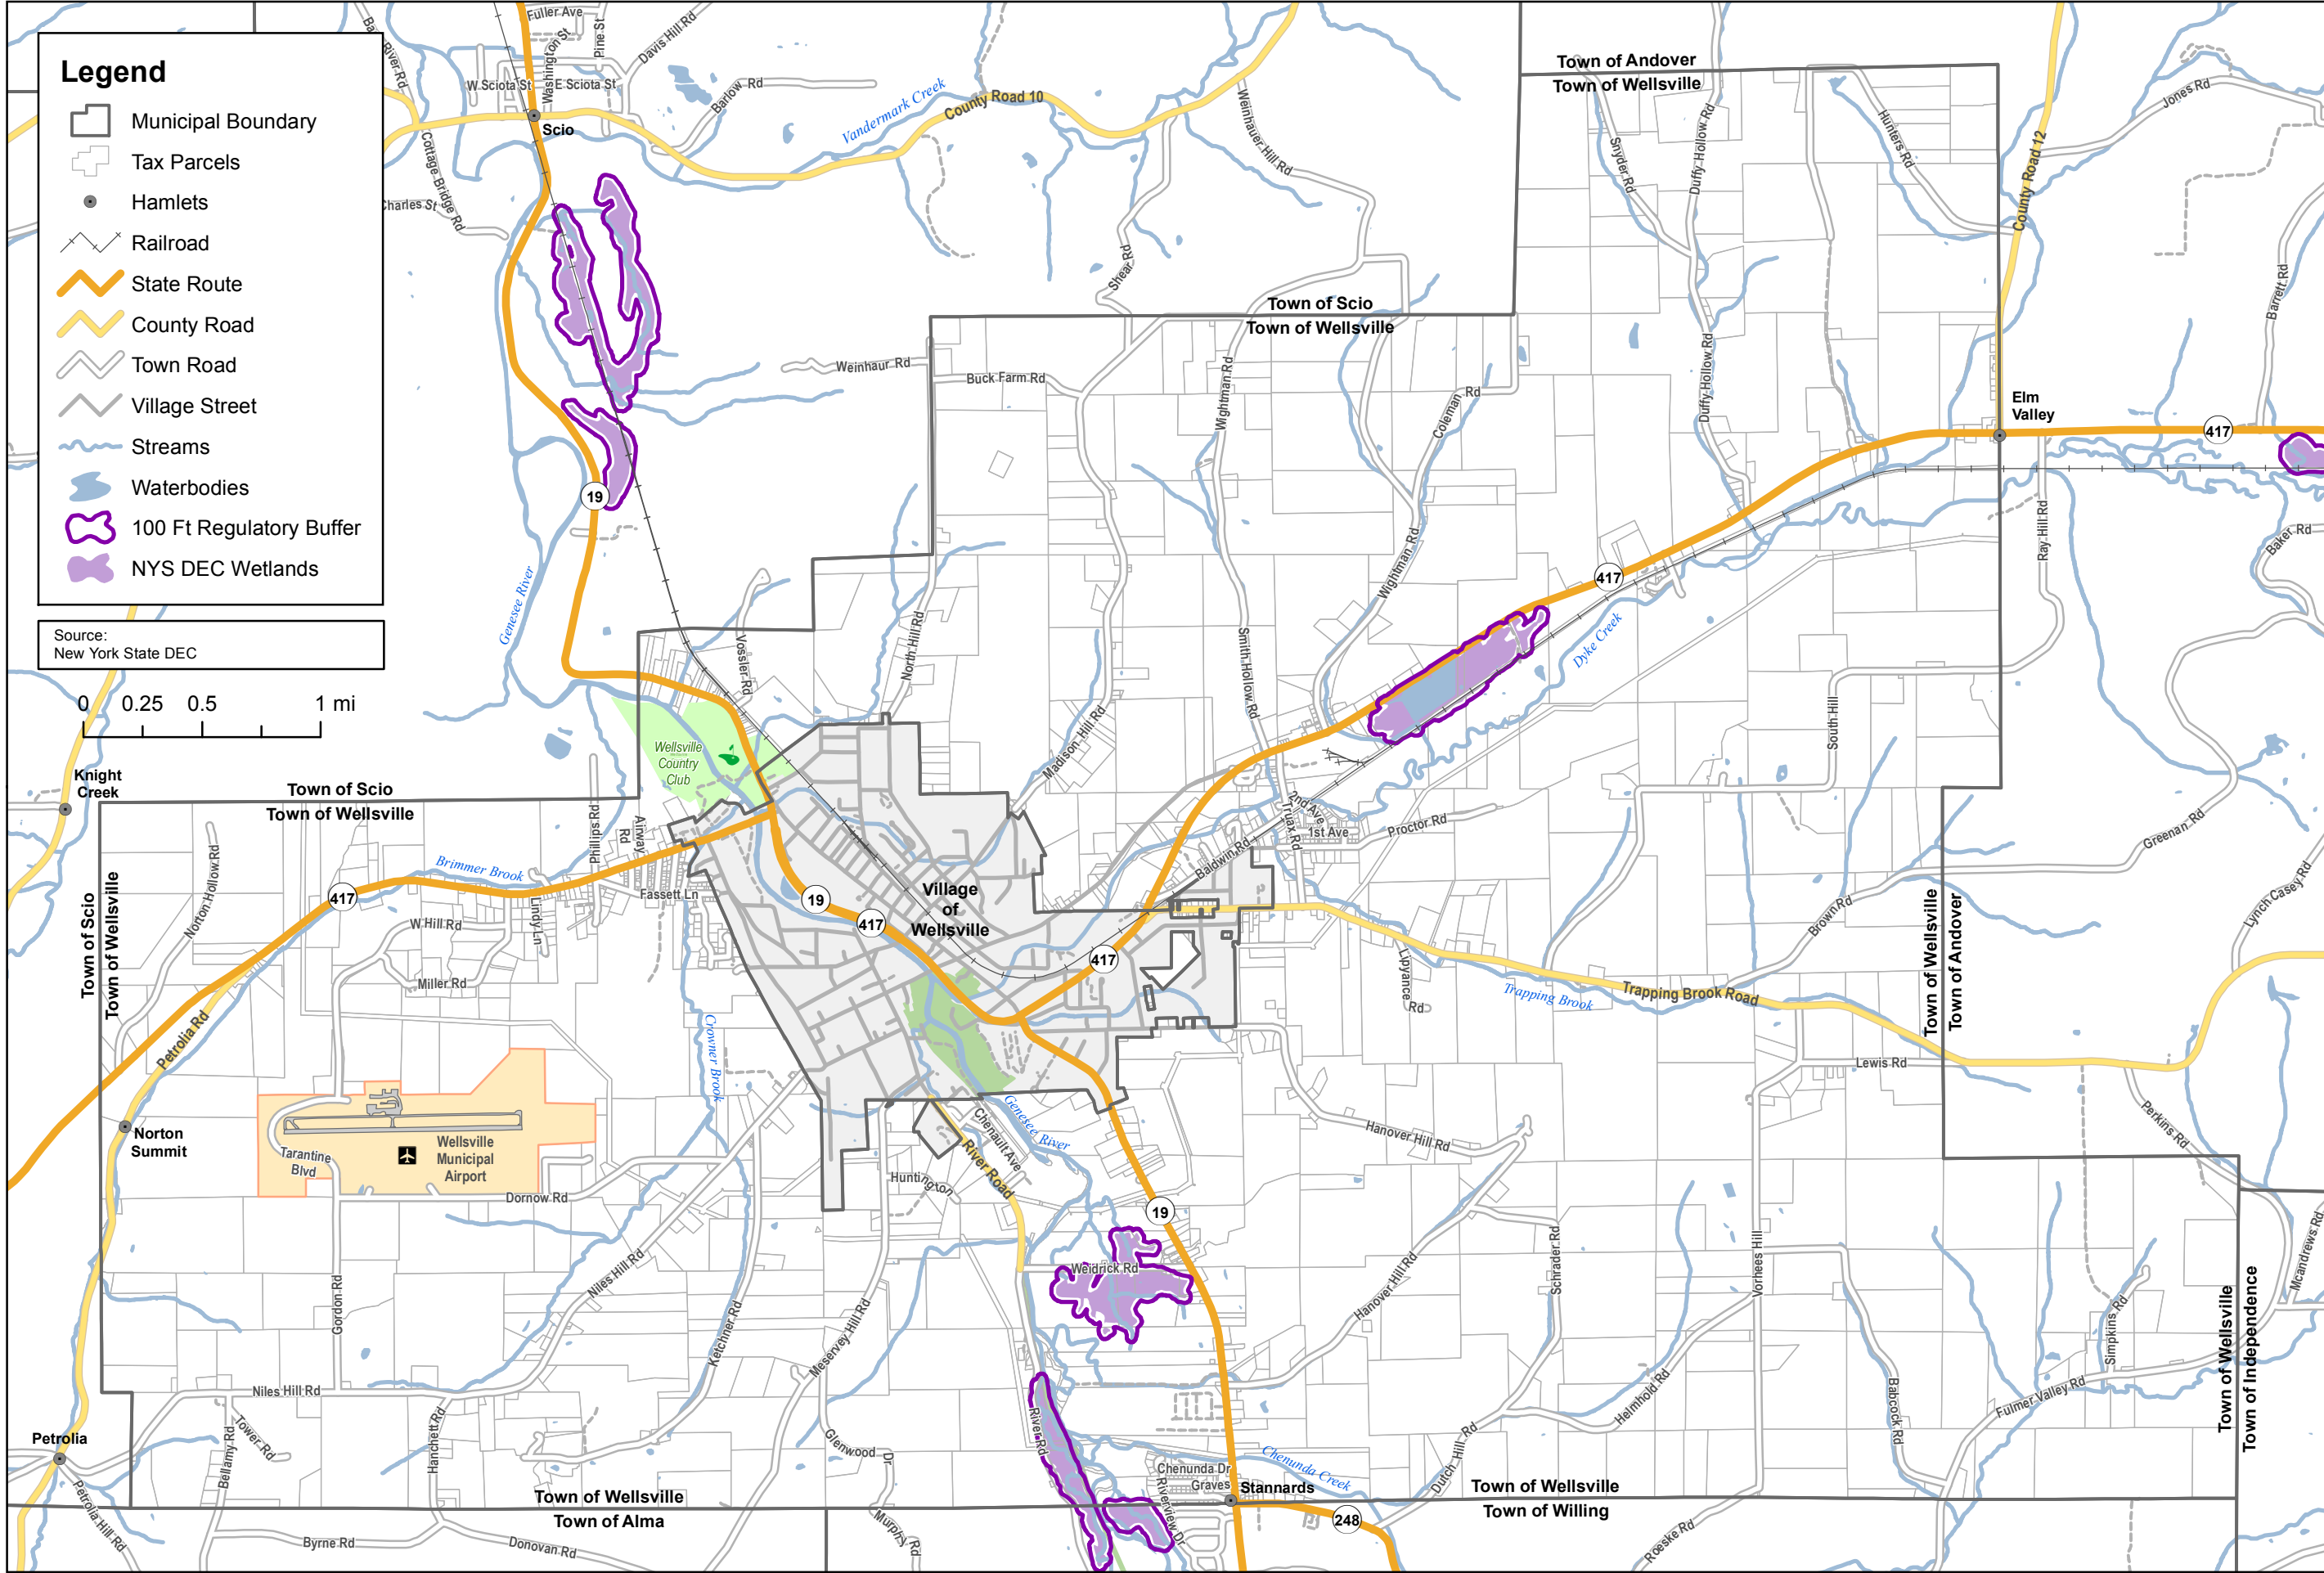 Legend
Municipal Boundary
Tax Parcels
Hamlets
Railroad
State Route
County Road
Town Road
Village Street
Streams
Waterbodies
100 Ft Regulatory Buffer
NYS DEC Wetlands
Source:
New York State DEC
0 0.25 0.5 1 mi
Fuller Ave
Washington St
Pine St
Davis Hill Rd
W Sciota St
E Sciota St
Barlow Rd
Scio
Cottage Bridge Rd
Charles St
Vandermark Creek
County Road 10
Weinhauer Hill Rd
Shear Rd
Town of Andover
Town of Wellsville
Snyder Rd
Duffy Hollow Rd
Hunters Rd
County Road 12
Jones Rd
Barrett Rd
Town of Scio
Town of Wellsville
Weinhaur Rd
Buck Farm Rd
Wightman Rd
Coleman Rd
Duffy Hollow Rd
Elm
Valley
417
19
Ray Hill Rd
Baker Rd
Genesee River
Wightman Rd
417
Dyke Creek
Vossler Rd
North Hill Rd
Smith Hollow Rd
Madison Hill Rd
South Hill
Wellsville
Country
Club
Knight
Creek
Town of Scio
Town of Wellsville
Phillips Rd
Airway
Rd
2nd Ave
1st Ave
Truax Rd
Proctor Rd
Baldwin Rd
Greenan Rd
Lynch Casey Rd
Brimmer Brook
Norton Hollow Rd
417
Fassett Ln
Lindy Ln
W Hill Rd
Miller Rd
19
417
Village
of
Wellsville
417
Brown Rd
Town of Scio
Town of Wellsville
Town of Wellsville
Town of Andover
Lipyance
Rd
Trapping Brook
Trapping Brook Road
Petrolia Rd
Crowner Brook
Lewis Rd
Perkins Rd
Norton
Summit
Tarantine
Blvd
Wellsville
Municipal
Airport
Dornow Rd
Chenault Ave
Genesee River
River Road
Huntington
Hanover Hill Rd
19
Weidrick Rd
Gordon Rd
Niles Hill Rd
Ketchner Rd
Meservey Hill Rd
Hanover Hill Rd
Schrader Rd
Vorhees Hill
Simpkins Rd
Mcandrews Rd
Town of Wellsville
Town of Independence
Niles Hill Rd
Tower Rd
Bellamy Rd
Hanchett Rd
Glenwood Dr
River Rd
Helmhold Rd
Babcock Rd
Fulmer Valley Rd
Petrolia
Petrolia Hill Rd
Chenunda Dr
Graves
Riverview Dr
Chenunda Creek
Stannards
Dutch Hill Rd
Town of Wellsville
Town of Alma
Town of Wellsville
Town of Willing
248
Byrne Rd
Donovan Rd
Murphy Rd
Roeske Rd